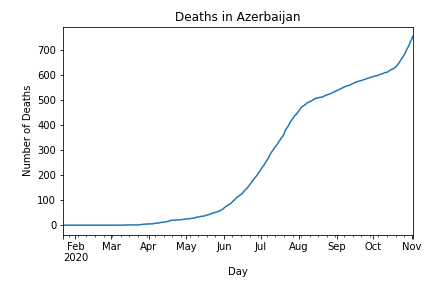 Deaths in Azerbaijan
Number of Deaths
700
600
500
400
300
200
100
0
Feb Mar Apr May Jun Jul Aug Sep Oct Nov
2020
Day